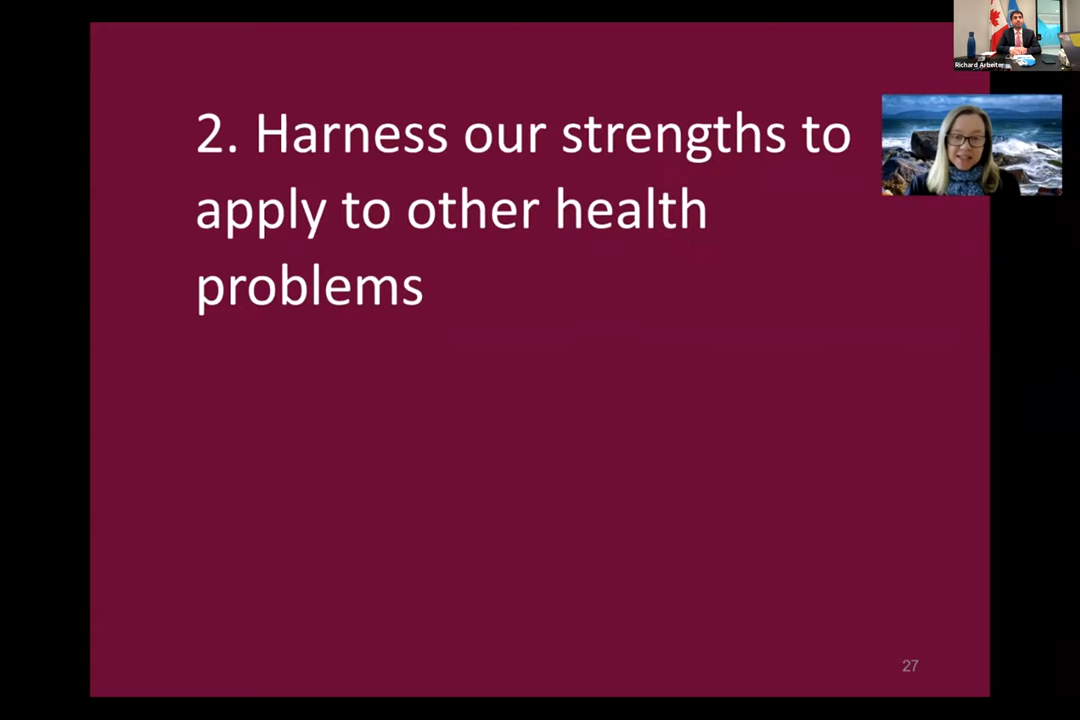 Richard Arbeiter
2. Harness our strengths to
apply to other health
problems
27